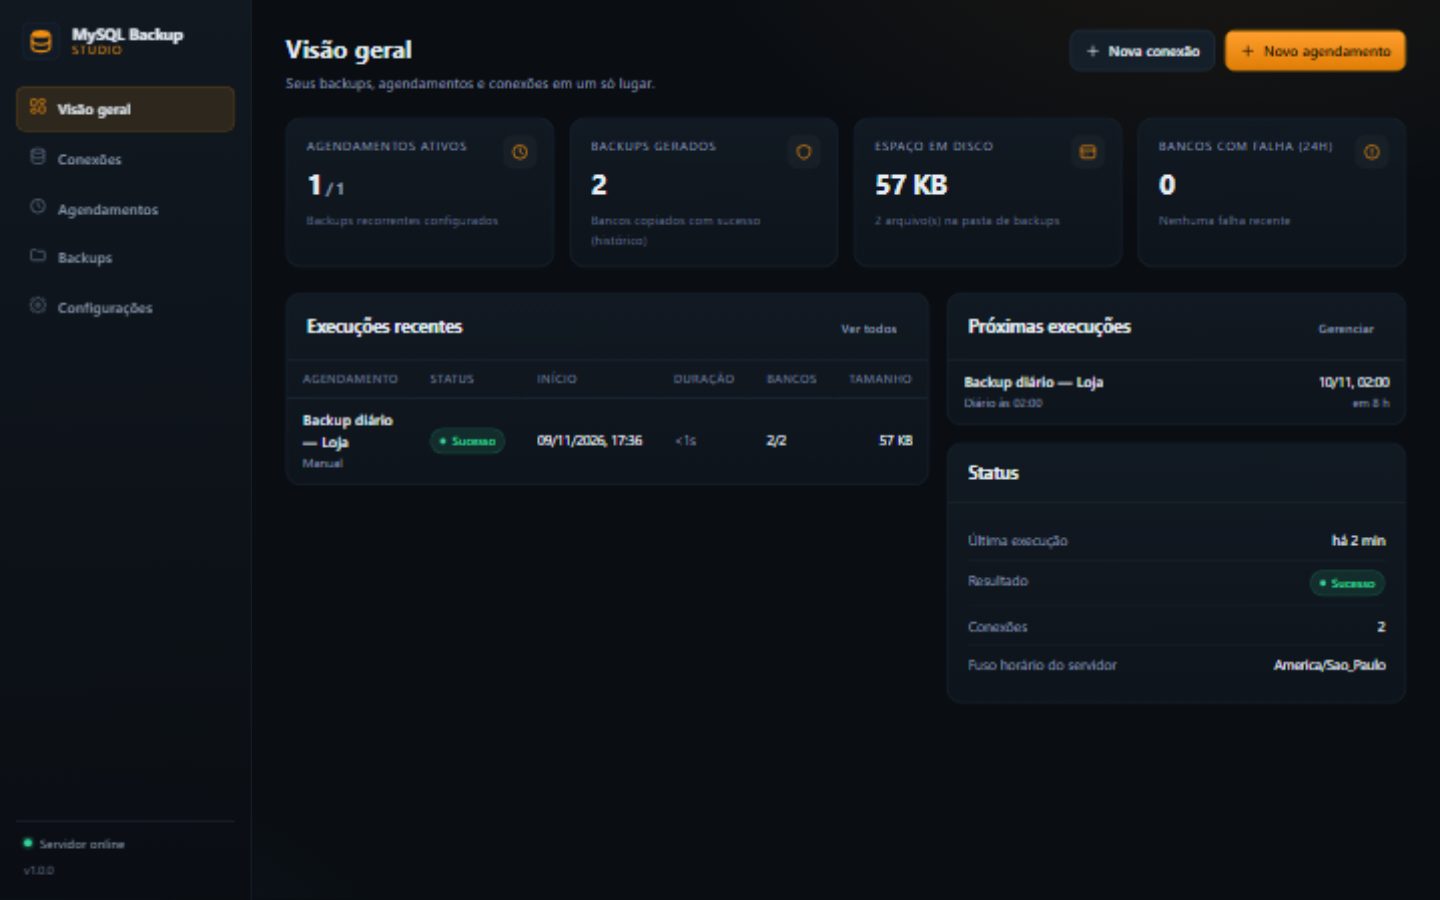 MySQL Backup
STUDIO
Visão geral
Conexões
Agendamentos
Backups
Configurações
Servidor online
v1.0.0
Visão geral
Seus backups, agendamentos e conexões em um só lugar.
+ Nova conexão
+ Novo agendamento
AGENDAMENTOS ATIVOS
1 / 1
Backups recorrentes configurados
BACKUPS GERADOS
2
Bancos copiados com sucesso
(histórico)
ESPAÇO EM DISCO
57 KB
2 arquivo(s) na pasta de backups
BANCOS COM FALHA (24H)
0
Nenhuma falha recente
Execuções recentes
Ver todos
AGENDAMENTO STATUS INÍCIO DURAÇÃO BANCOS TAMANHO
Backup diário
— Loja
Manual
Sucesso
09/11/2026, 17:36
<1s
2/2
57 KB
Próximas execuções
Gerenciar
Backup diário — Loja
10/11, 02:00
Diário às 02:00
em 8 h
Status
Última execução
há 2 min
Resultado
Sucesso
Conexões
2
Fuso horário do servidor
America/Sao_Paulo